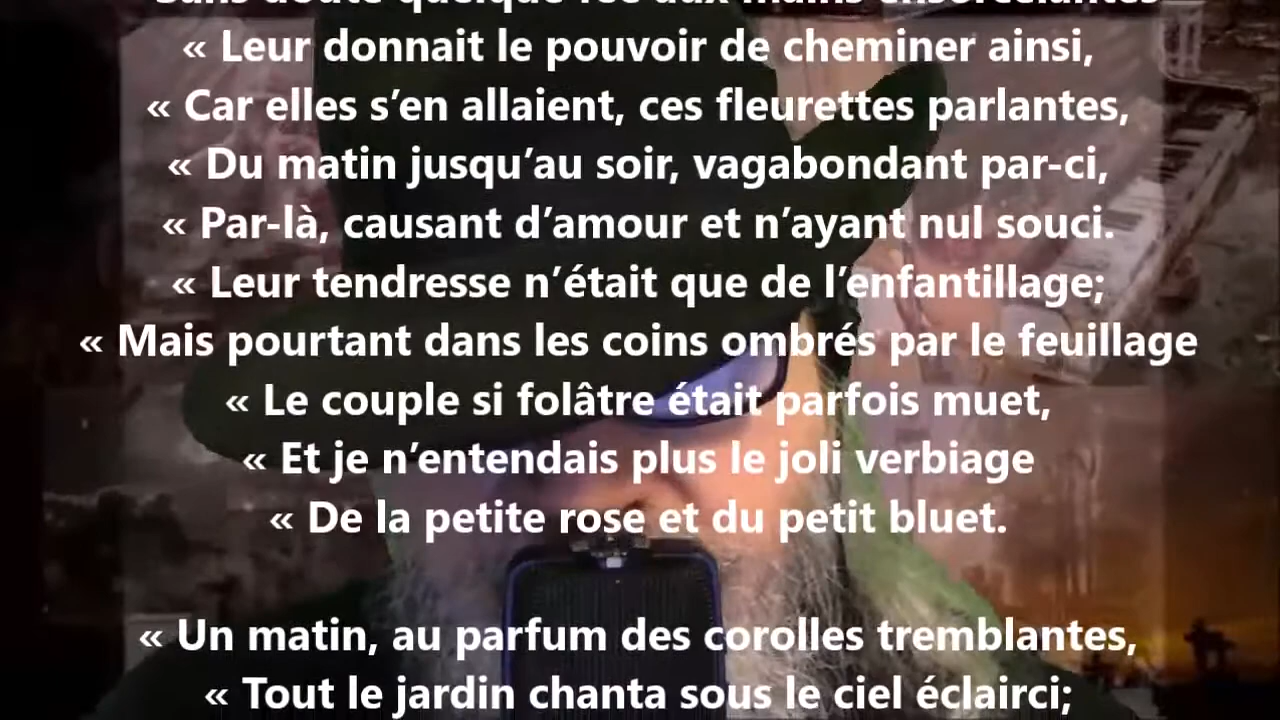 Sans doute quelque fée aux mains ensorcelantes
« Leur donnait le pouvoir de cheminer ainsi,
« Car elles s’en allaient, ces fleurettes parlantes,
« Du matin jusqu’au soir, vagabondant par-ci,
« Par-là, causant d’amour et n’ayant nul souci.
« Leur tendresse n’était que de l’enfantillage;
« Mais pourtant dans les coins ombrés par le feuillage
« Le couple si folâtre était parfois muet,
« Et je n’entendais plus le joli verbiage
« De la petite rose et du petit bluet.
« Un matin, au parfum des corolles tremblantes,
« Tout le jardin chanta sous le ciel éclairci;